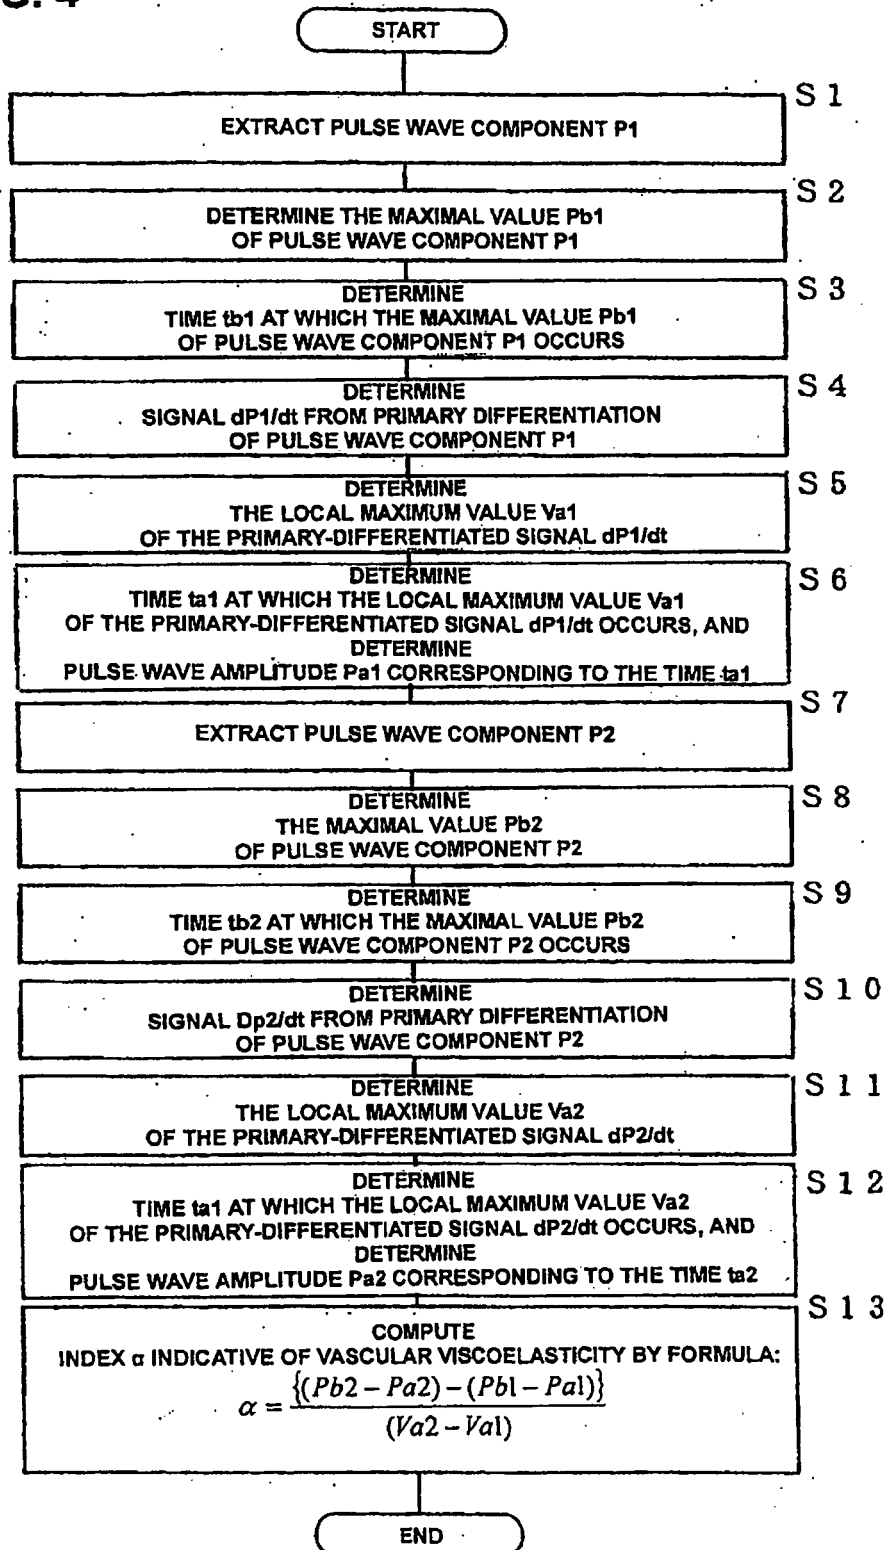 START
S 1
EXTRACT PULSE WAVE COMPONENT P1
S 2
DETERMINE THE MAXIMAL VALUE Pb1
OF PULSE WAVE COMPONENT P1
S 3
DETERMINE
TIME tb1 AT WHICH THE MAXIMAL VALUE Pb1
OF PULSE WAVE COMPONENT P1 OCCURS
S 4
DETERMINE
SIGNAL dP1/dt FROM PRIMARY DIFFERENTIATION
OF PULSE WAVE COMPONENT P1
S 5
DETERMINE
THE LOCAL MAXIMUM VALUE Va1
OF THE PRIMARY-DIFFERENTIATED SIGNAL dP1/dt
S 6
DETERMINE
TIME ta1 AT WHICH THE LOCAL MAXIMUM VALUE Va1
OF THE PRIMARY-DIFFERENTIATED SIGNAL dP1/dt OCCURS, AND
DETERMINE
PULSE WAVE AMPLITUDE Pa1 CORRESPONDING TO THE TIME ta1
S 7
EXTRACT PULSE WAVE COMPONENT P2
S 8
DETERMINE
THE MAXIMAL VALUE Pb2
OF PULSE WAVE COMPONENT P2
S 9
DETERMINE
TIME tb2 AT WHICH THE MAXIMAL VALUE Pb2
OF PULSE WAVE COMPONENT P2 OCCURS
S 1 0
DETERMINE
SIGNAL Dp2/dt FROM PRIMARY DIFFERENTIATION
OF PULSE WAVE COMPONENT P2
S 1 1
DETERMINE
THE LOCAL MAXIMUM VALUE Va2
OF THE PRIMARY-DIFFERENTIATED SIGNAL dP2/dt
S 1 2
DETERMINE
TIME ta1 AT WHICH THE LOCAL MAXIMUM VALUE Va2
OF THE PRIMARY-DIFFERENTIATED SIGNAL dP2/dt OCCURS, AND
DETERMINE
PULSE WAVE AMPLITUDE Pa2 CORRESPONDING TO THE TIME ta2
S 1 3
COMPUTE
INDEX α INDICATIVE OF VASCULAR VISCOELASTICITY BY FORMULA:
α = {(Pb2 – Pa2) – (Pb1 – Pa1)}
(Va2 – Va1)
END